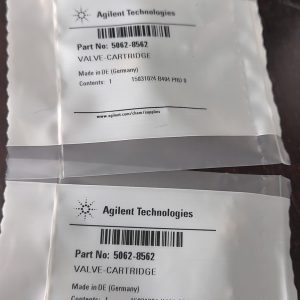 Agilent Technologies
Part No: 5062-8562
VALVE-CARTRIDGE
Made in DE (Germany)
Contents: 1
www.agilent.com/chem/supplies
Agilent Technologies
Part No: 5062-8562
VALVE-CARTRIDGE
Made in DE (Germany)
Contents: 1